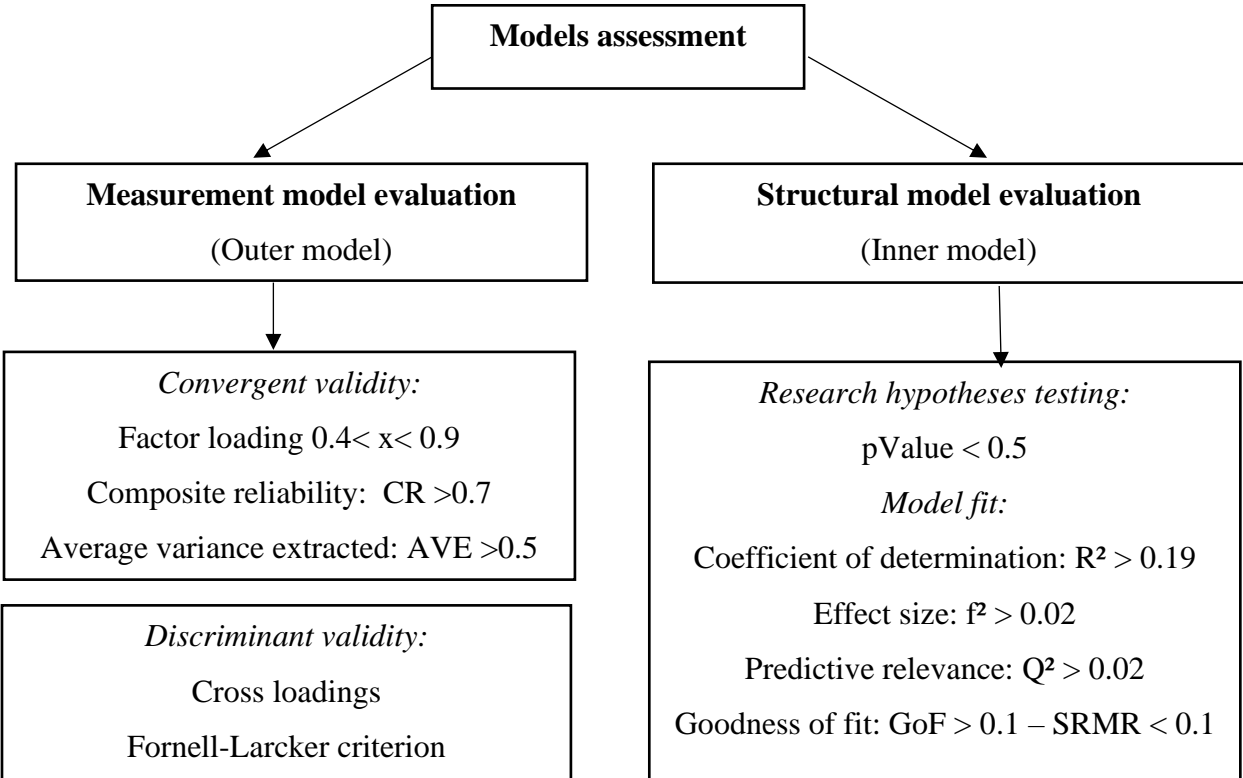 Models assessment
Measurement model evaluation
(Outer model)
Structural model evaluation
(Inner model)
Convergent validity:
Factor loading 0.4< x< 0.9
Composite reliability:  CR >0.7
Average variance extracted: AVE >0.5
Discriminant validity:
Cross loadings
Fornell-Larcker criterion
Research hypotheses testing:
pValue < 0.5
Model fit:
Coefficient of determination: R² > 0.19
Effect size: f² > 0.02
Predictive relevance: Q² > 0.02
Goodness of fit: GoF > 0.1 – SRMR < 0.1